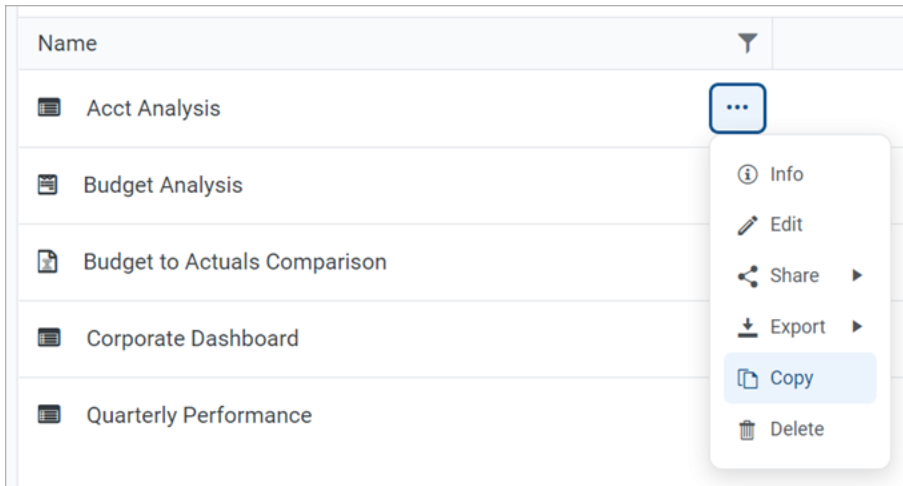 Name
Acct Analysis
Budget Analysis
Budget to Actuals Comparison
Corporate Dashboard
Quarterly Performance
Info
Edit
Share
Export
Copy
Delete